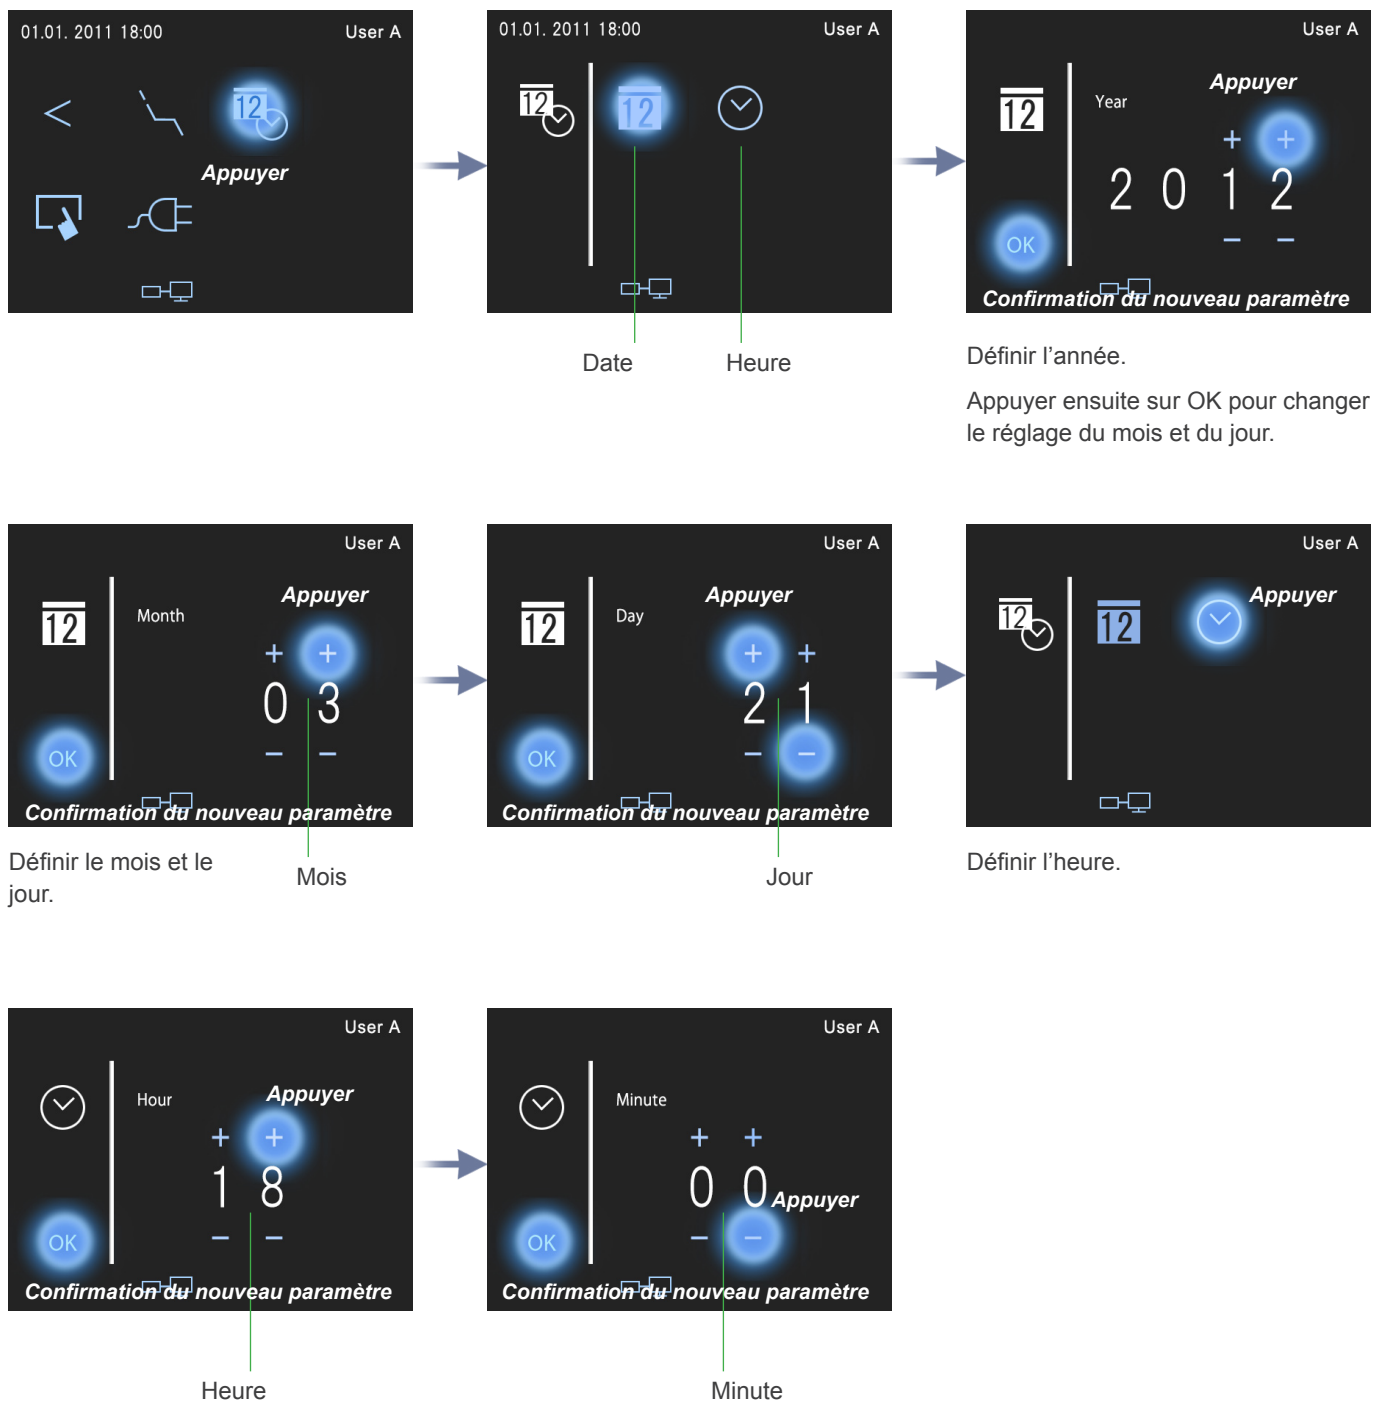 01.01. 2011 18:00 User A
12
Appuyer
01.01. 2011 18:00 User A
12 12
Date Heure
User A
12 Year Appuyer
+ +
2 0 1 2
OK − −
Confirmation du nouveau paramètre
Définir l’année.
Appuyer ensuite sur OK pour changer
le réglage du mois et du jour.
User A
12 Month Appuyer
+ +
0 3
OK − −
Confirmation du nouveau paramètre
Définir le mois et le
jour.
Mois
User A
12 Day Appuyer
+ +
2 1
OK − −
Confirmation du nouveau paramètre
Jour
User A
12 12 Appuyer
Définir l’heure.
User A
Hour Appuyer
+ +
1 8
OK − −
Confirmation du nouveau paramètre
Heure
User A
Minute
+ +
0 0 Appuyer
OK − −
Confirmation du nouveau paramètre
Minute